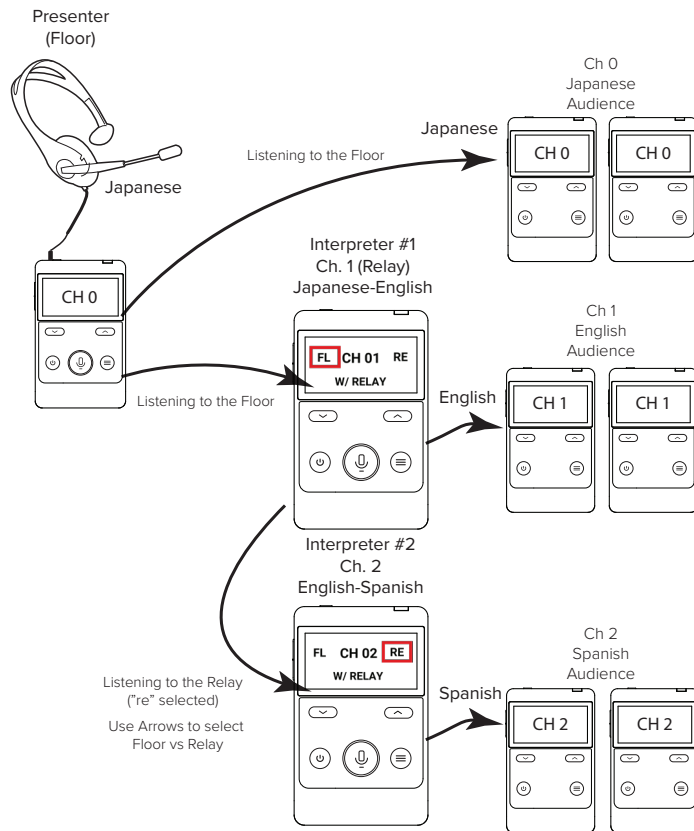 Presenter
(Floor)
Japanese
CH 0
Listening to the Floor
Japanese
Ch 0
Japanese
Audience
CH 0
CH 0
Listening to the Floor
Interpreter #1
Ch. 1 (Relay)
Japanese-English
FL CH 01 RE
W/ RELAY
English
Ch 1
English
Audience
CH 1
CH 1
Interpreter #2
Ch. 2
English-Spanish
FL CH 02 RE
W/ RELAY
Listening to the Relay
("re" selected)
Use Arrows to select
Floor vs Relay
Spanish
Ch 2
Spanish
Audience
CH 2
CH 2